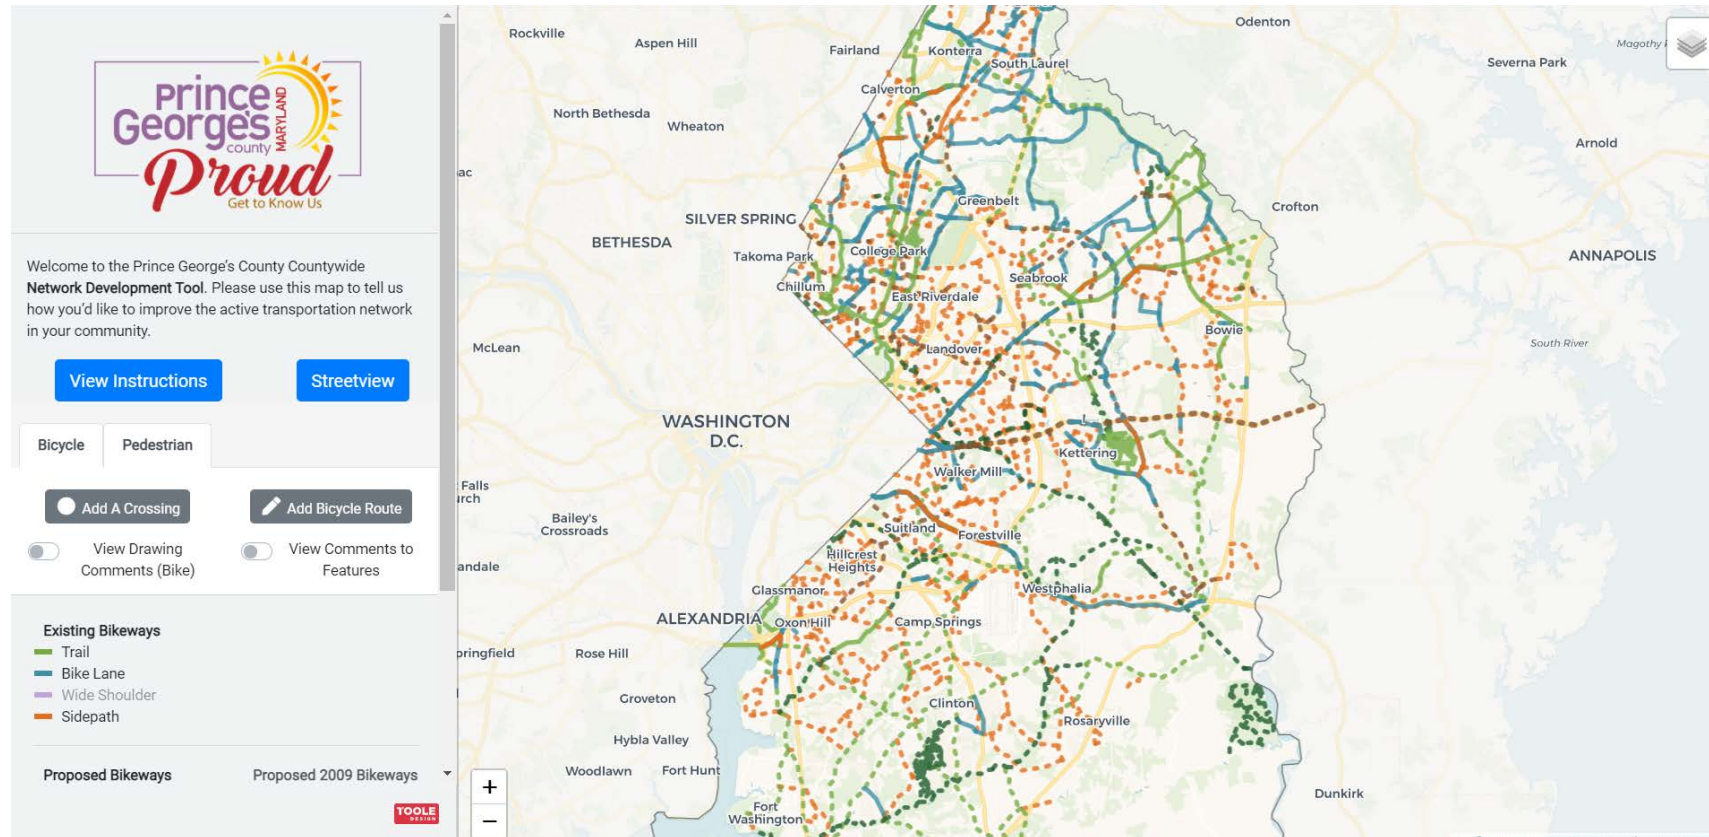 Prince
George's
county
MARYLAND
Proud
Get to Know Us
Welcome to the Prince George's County Countywide
Network Development Tool. Please use this map to tell us
how you'd like to improve the active transportation network
in your community.
View Instructions
Streetview
Bicycle
Pedestrian
Add A Crossing
Add Bicycle Route
View Drawing
Comments (Bike)
View Comments to
Features
Existing Bikeways
Trail
Bike Lane
Wide Shoulder
Sidepath
Proposed Bikeways
Proposed 2009 Bikeways
TOOLE
DESIGN
Rockville
Aspen Hill
Fairland
Konterra
South Laurel
Odenton
Severna Park
Calverton
North Bethesda
Wheaton
Arnold
Greenbelt
Crofton
SILVER SPRING
BETHESDA
College Park
Takoma Park
ANNAPOLIS
Seabrook
Chillum
East Riverdale
Bowie
McLean
Landover
South River
WASHINGTON
D.C.
Kettering
Walker Mill
Falls
Bailey's
Crossroads
Suitland
Forestville
Hillcrest
Heights
andale
Glassmanor
Westphalia
ALEXANDRIA
Oxon Hill
Camp Springs
Rose Hill
Groveton
Clinton
Rosaryville
Hybla Valley
Woodlawn
Fort Hunt
Dunkirk
Fort
Washington
+
−